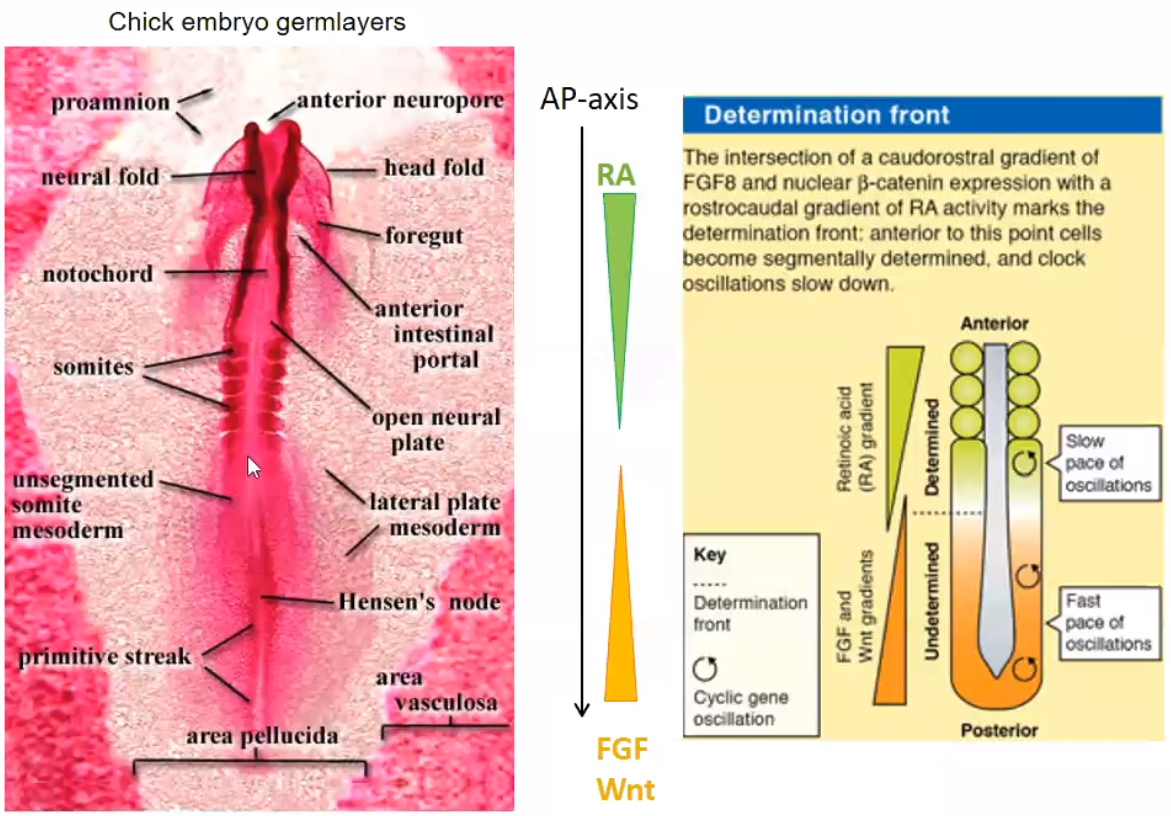 Chick embryo germlayers
proamnion
anterior neuropore
neural fold
head fold
foregut
notochord
anterior
intestinal
portal
somites
open neural
plate
unsegmented
somite
mesoderm
lateral plate
mesoderm
Hensen's node
primitive streak
area
vasculosa
area pellucida
AP-axis
RA
FGF
Wnt
Determination front
The intersection of a caudorostral gradient of
FGF8 and nuclear β-catenin expression with a
rostrocaudal gradient of RA activity marks the
determination front: anterior to this point cells
become segmentally determined, and clock
oscillations slow down.
Anterior
Retinoic acid
(RA) gradient
Determined
Slow
pace of
oscillations
FGF and
Wnt gradients
Undetermined
Fast
pace of
oscillations
Posterior
Key
Determination
front
Cyclic gene
oscillation